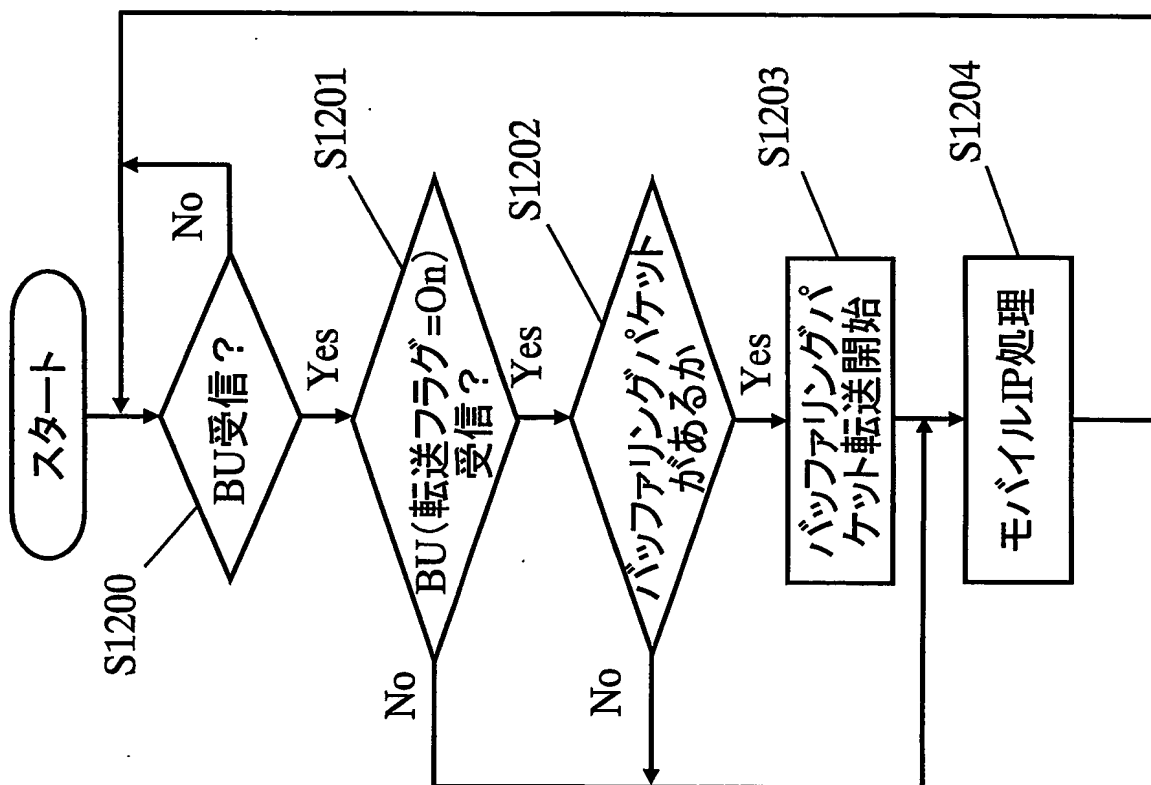 スタート
S1200
BU受信？
No
Yes
S1201
BU（転送フラグ=On）
受信？
No
Yes
S1202
バッファリングパケット
があるか
No
Yes
S1203
バッファリングパ
ケット転送開始
S1204
モバイルIP処理